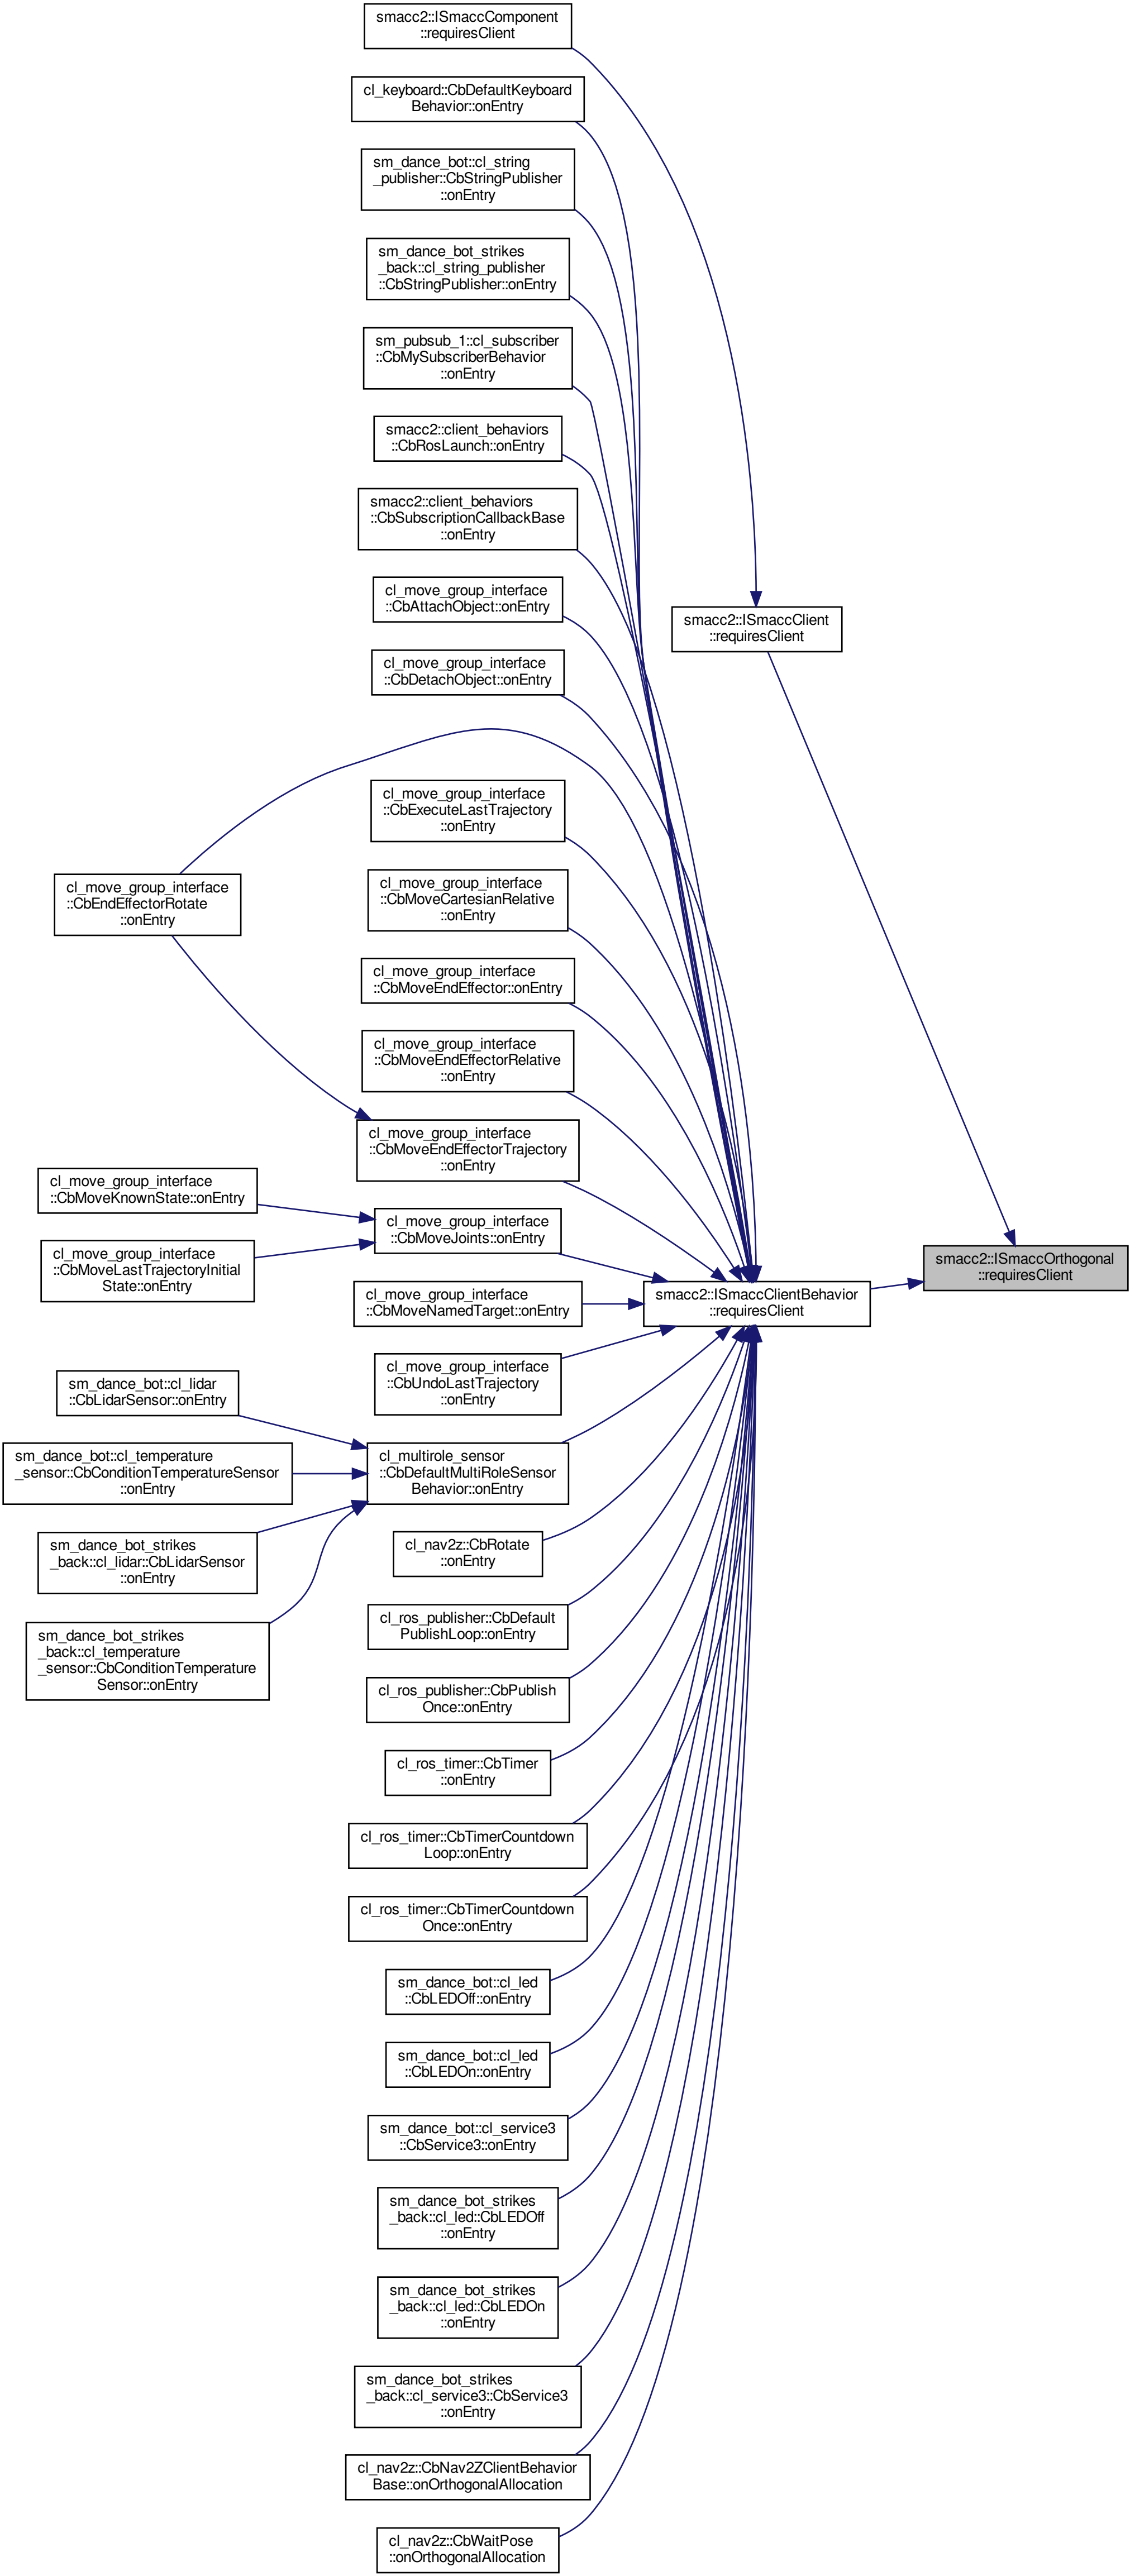 smacc2::ISmaccComponent
::requiresClient
cl_keyboard::CbDefaultKeyboard
Behavior::onEntry
sm_dance_bot::cl_string
_publisher::CbStringPublisher
::onEntry
sm_dance_bot_strikes
_back::cl_string_publisher
::CbStringPublisher::onEntry
sm_pubsub_1::cl_subscriber
::CbMySubscriberBehavior
::onEntry
smacc2::client_behaviors
::CbRosLaunch::onEntry
smacc2::client_behaviors
::CbSubscriptionCallbackBase
::onEntry
cl_move_group_interface
::CbAttachObject::onEntry
smacc2::ISmaccClient
::requiresClient
cl_move_group_interface
::CbDetachObject::onEntry
cl_move_group_interface
::CbExecuteLastTrajectory
::onEntry
cl_move_group_interface
::CbEndEffectorRotate
::onEntry
cl_move_group_interface
::CbMoveCartesianRelative
::onEntry
cl_move_group_interface
::CbMoveEndEffector::onEntry
cl_move_group_interface
::CbMoveEndEffectorRelative
::onEntry
cl_move_group_interface
::CbMoveEndEffectorTrajectory
::onEntry
cl_move_group_interface
::CbMoveKnownState::onEntry
cl_move_group_interface
::CbMoveJoints::onEntry
cl_move_group_interface
::CbMoveLastTrajectoryInitial
State::onEntry
smacc2::ISmaccOrthogonal
::requiresClient
smacc2::ISmaccClientBehavior
::requiresClient
cl_move_group_interface
::CbMoveNamedTarget::onEntry
cl_move_group_interface
::CbUndoLastTrajectory
::onEntry
sm_dance_bot::cl_lidar
::CbLidarSensor::onEntry
sm_dance_bot::cl_temperature
_sensor::CbConditionTemperatureSensor
::onEntry
cl_multirole_sensor
::CbDefaultMultiRoleSensor
Behavior::onEntry
sm_dance_bot_strikes
_back::cl_lidar::CbLidarSensor
::onEntry
cl_nav2z::CbRotate
::onEntry
sm_dance_bot_strikes
_back::cl_temperature
_sensor::CbConditionTemperature
Sensor::onEntry
cl_ros_publisher::CbDefault
PublishLoop::onEntry
cl_ros_publisher::CbPublish
Once::onEntry
cl_ros_timer::CbTimer
::onEntry
cl_ros_timer::CbTimerCountdown
Loop::onEntry
cl_ros_timer::CbTimerCountdown
Once::onEntry
sm_dance_bot::cl_led
::CbLEDOff::onEntry
sm_dance_bot::cl_led
::CbLEDOn::onEntry
sm_dance_bot::cl_service3
::CbService3::onEntry
sm_dance_bot_strikes
_back::cl_led::CbLEDOff
::onEntry
sm_dance_bot_strikes
_back::cl_led::CbLEDOn
::onEntry
sm_dance_bot_strikes
_back::cl_service3::CbService3
::onEntry
cl_nav2z::CbNav2ZClientBehavior
Base::onOrthogonalAllocation
cl_nav2z::CbWaitPose
::onOrthogonalAllocation